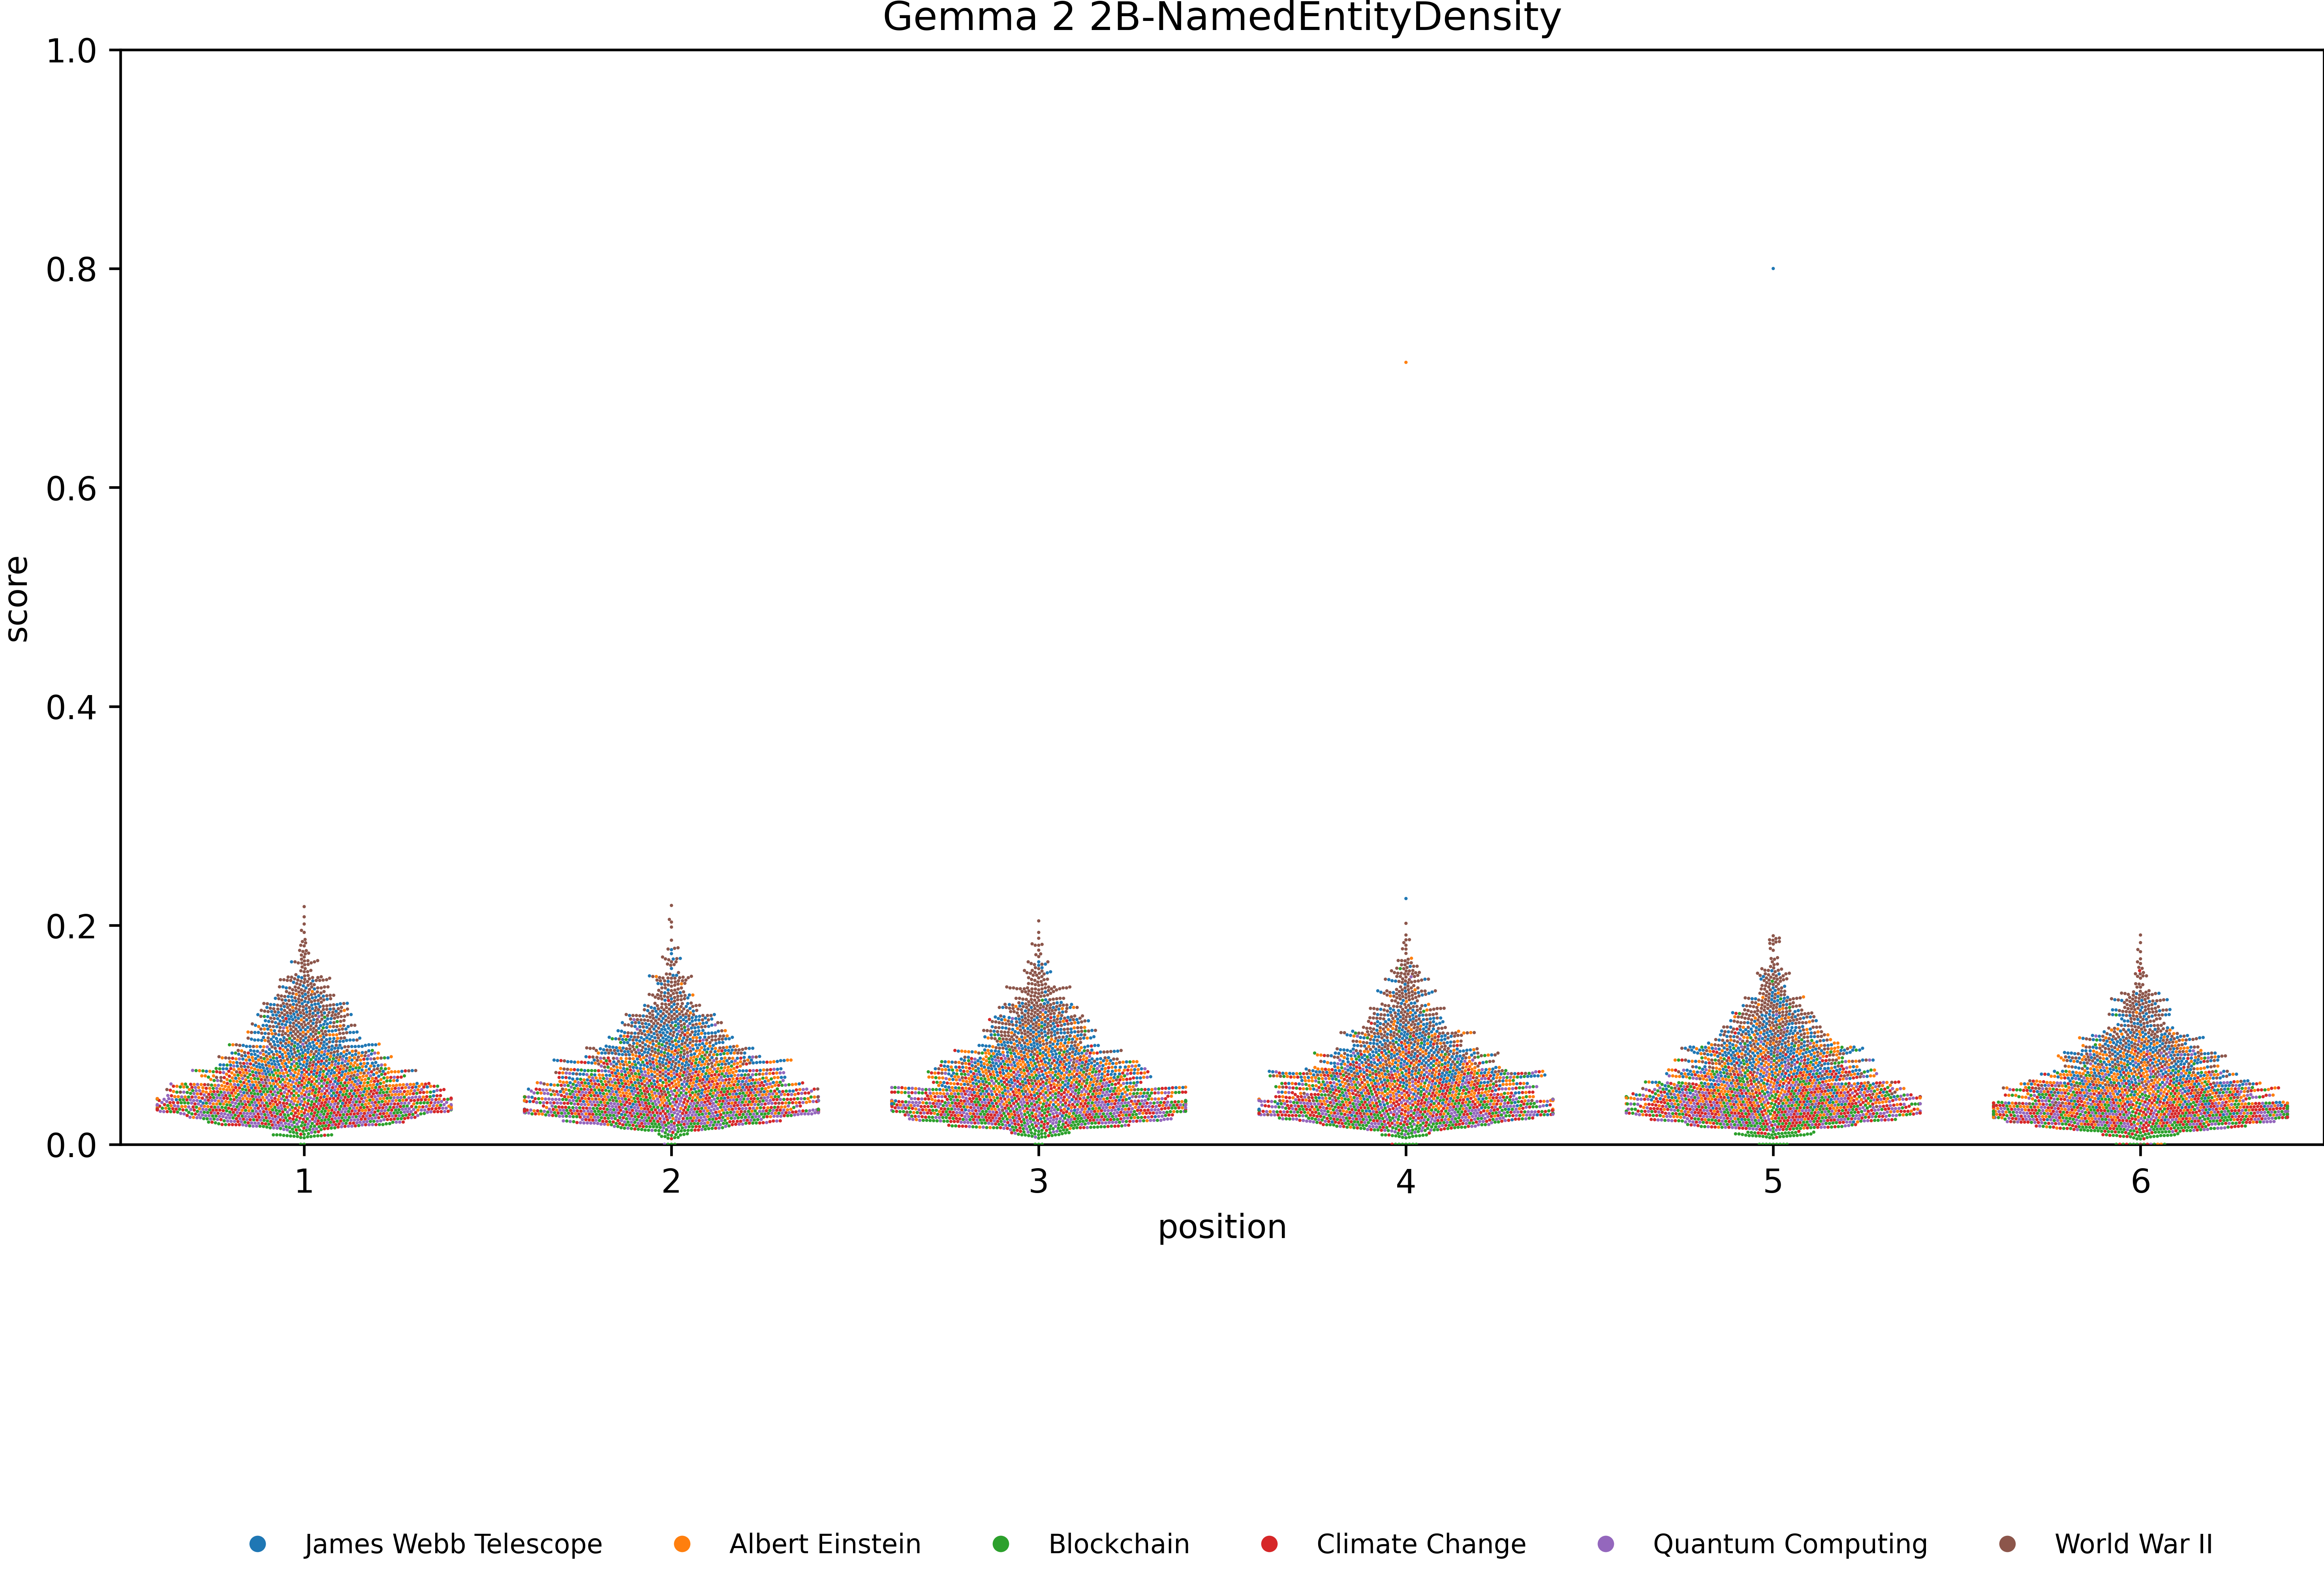 Gemma 2 2B-NamedEntityDensity
1.0
0.8
0.6
0.4
0.2
0.0
score
1 2 3 4 5 6
position
James Webb Telescope Albert Einstein Blockchain Climate Change Quantum Computing World War II